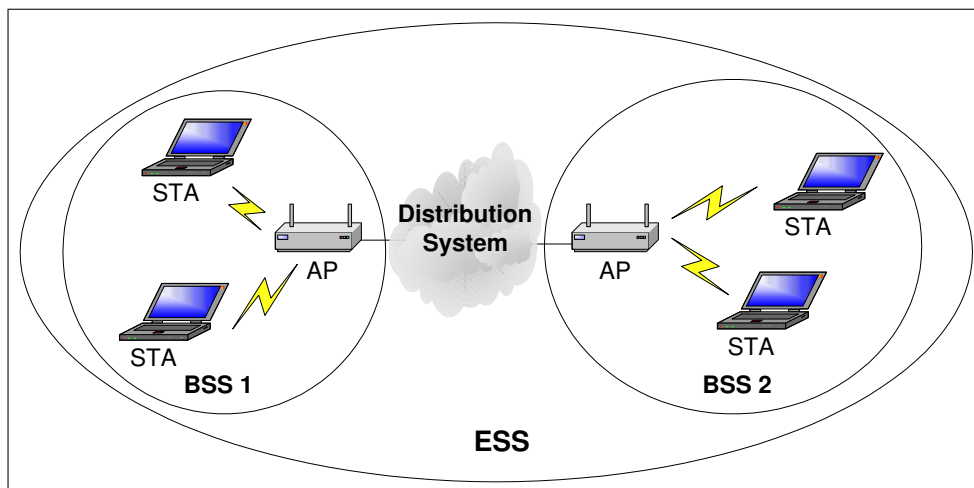 STA
STA
BSS 1
AP
Distribution
System
AP
STA
STA
BSS 2
ESS